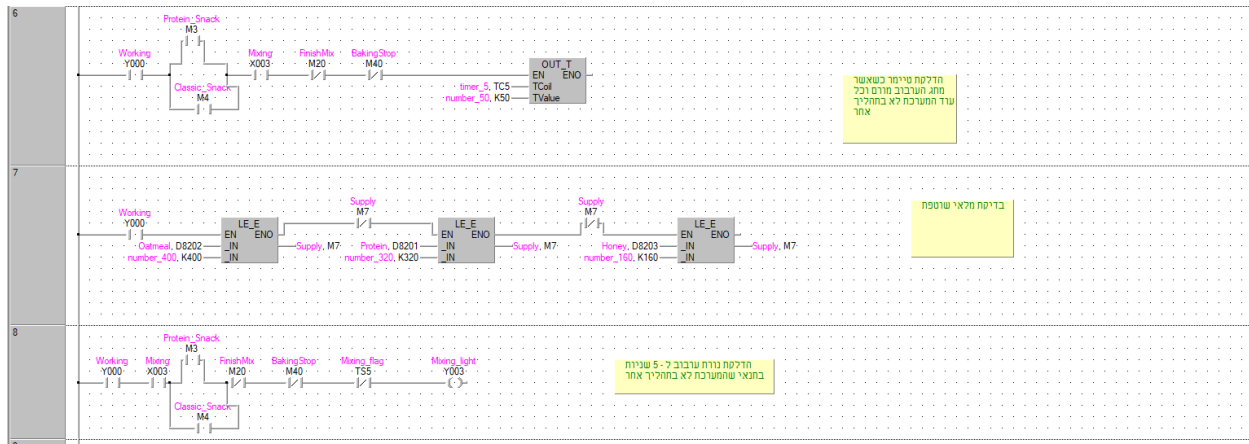 6
Protein_Snack
M3
Working
Y000
Mixing
X003
FinishMix
M20
BakingStop
M40
OUT_T
EN ENO
timer_5, TC5 TCoil
number_50, K50 TValue
Classic_Snack
M4
הדלקת טיימר כשאשר
מתג הערבוב מורם וכל
עוד המערכת לא בתהליך
אחר
7
Working
Y000
LE_E
EN ENO
Oatmeal, D8202 _IN Supply, M7
number_400, K400 _IN
Supply
M7
LE_E
EN ENO
Protein, D8201 _IN Supply, M7
number_320, K320 _IN
Supply
M7
LE_E
EN ENO
Honey, D8203 _IN Supply, M7
number_160, K160 _IN
בדיקת מלאי שוטפת
8
Protein_Snack
M3
Working
Y000
Mixing
X003
FinishMix
M20
BakingStop
M40
Mixing_flag
TS5
Mixing_light
Y003
Classic_Snack
M4
הדלקת נורת ערבוב ל - 5 שניות
בתנאי שהמערכת לא בתהליך אחר